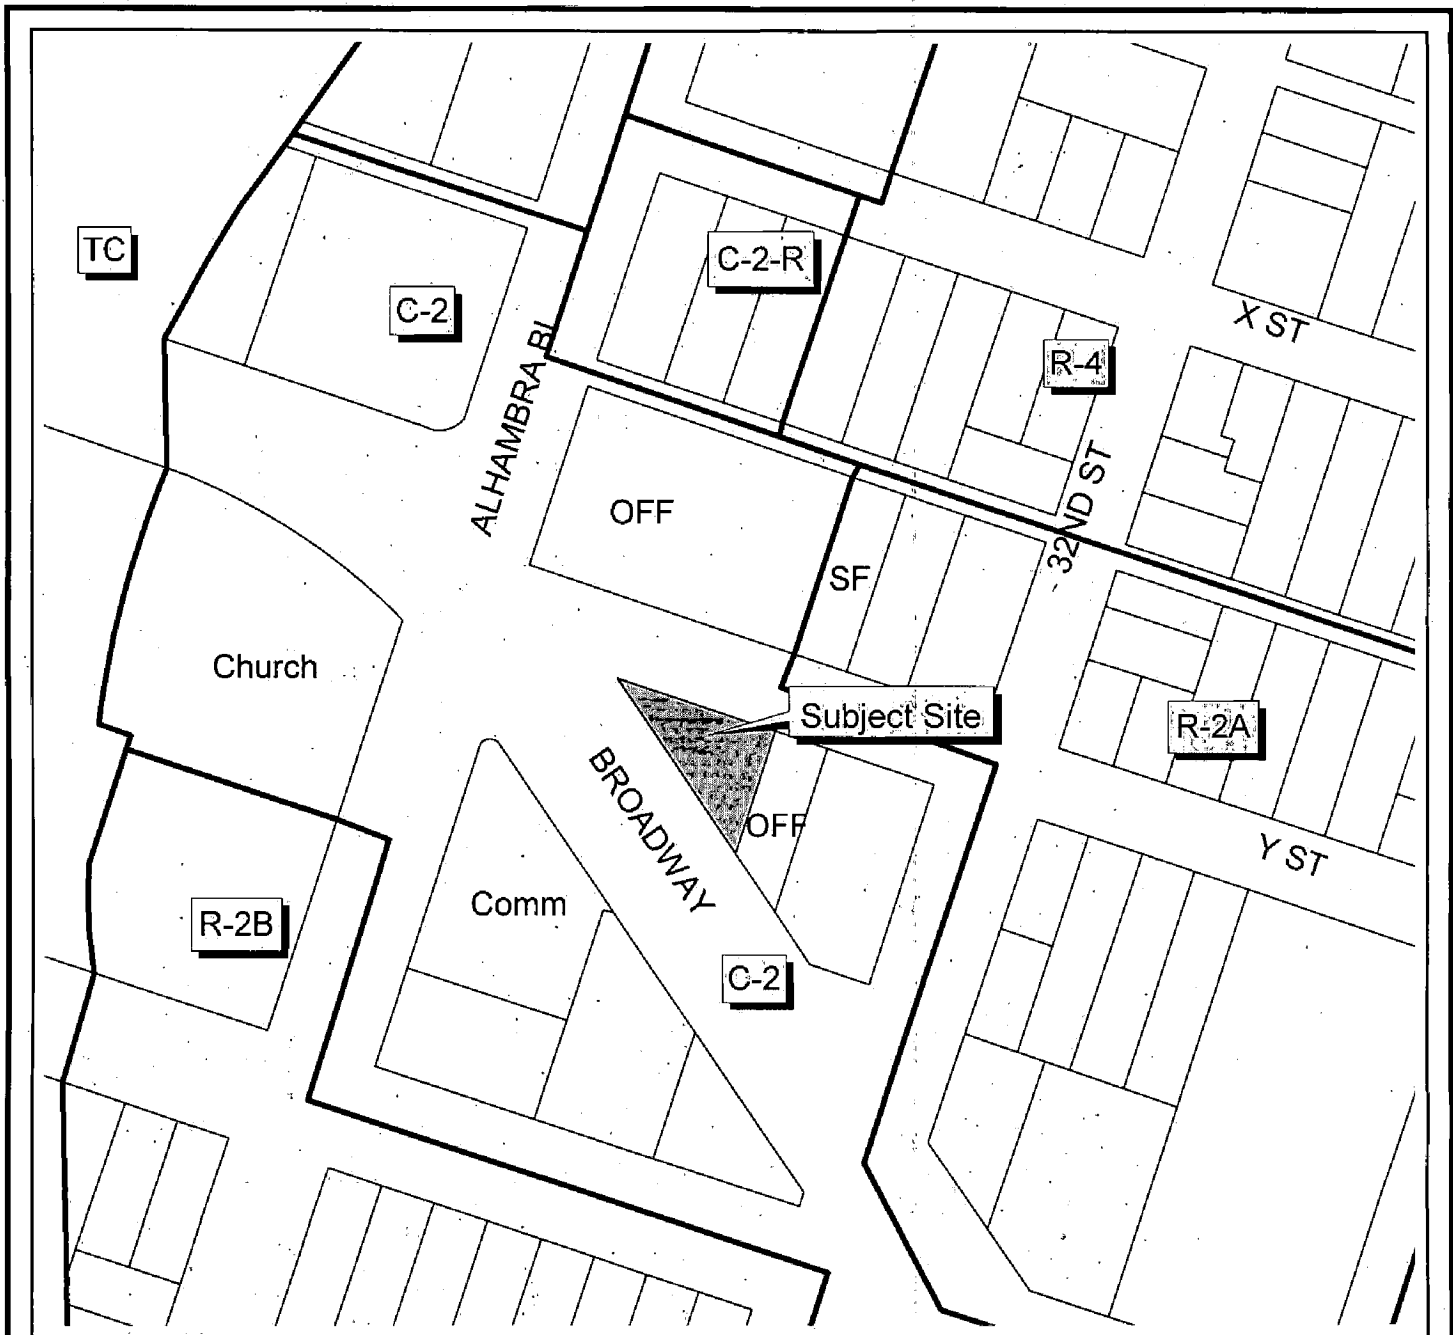 TC
C-2
C-2-R
X ST
R-4
ALHAMBRA BL
OFF
32ND ST
SF
Church
Subject Site
R-2A
BROADWAY
OFF
Y ST
Comm
R-2B
C-2